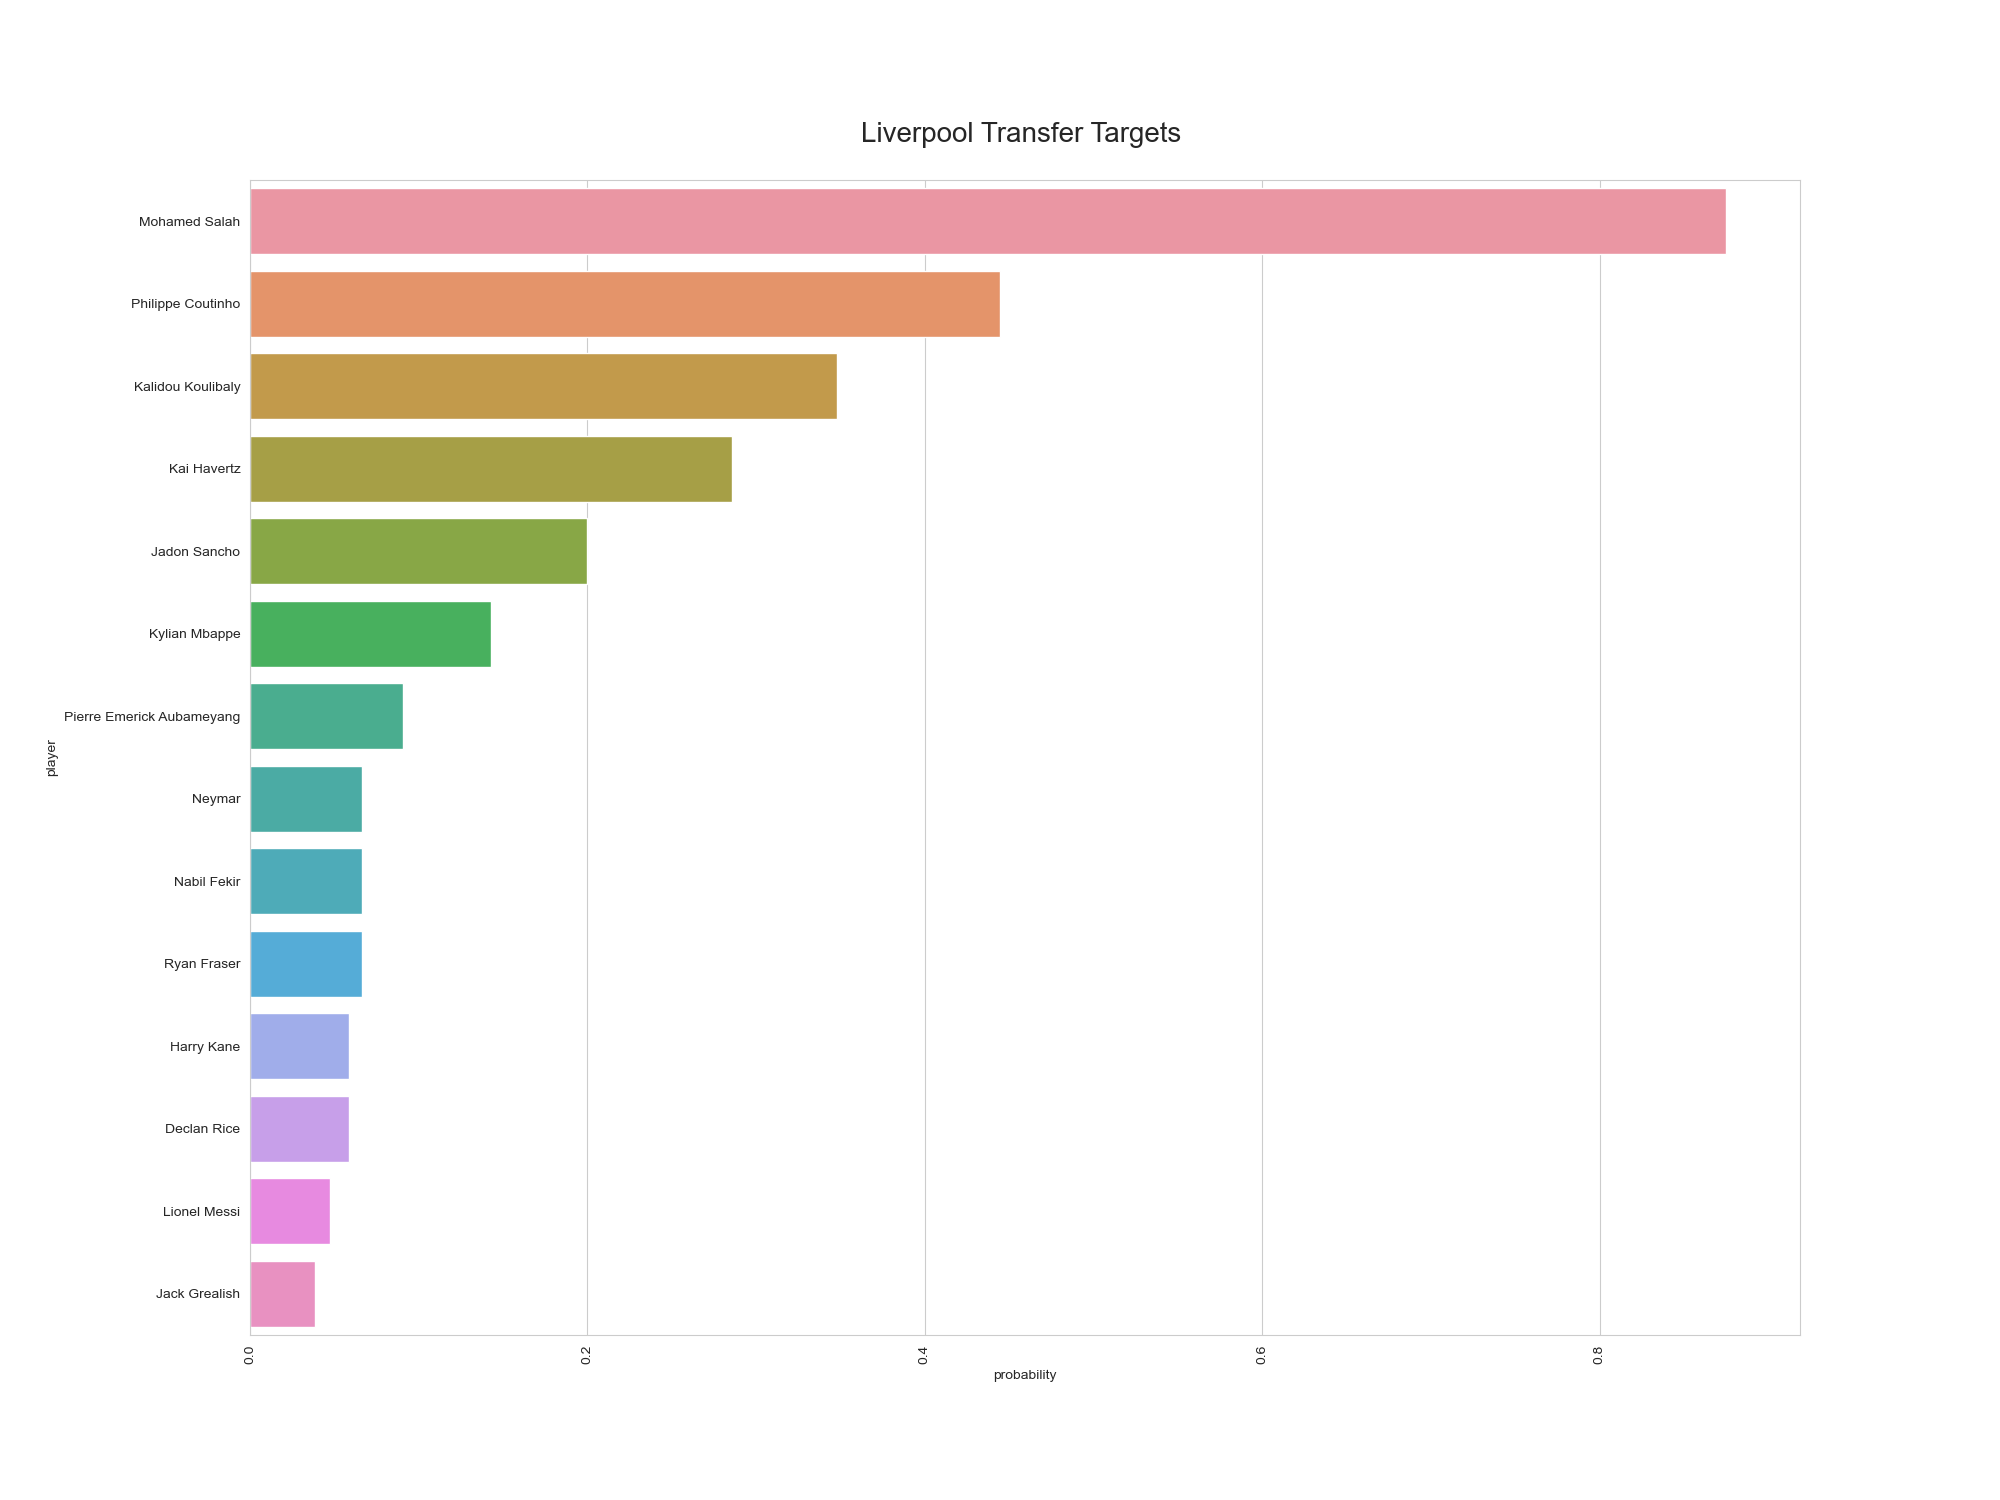 Liverpool Transfer Targets
Mohamed Salah
Philippe Coutinho
Kalidou Koulibaly
Kai Havertz
Jadon Sancho
Kylian Mbappe
Pierre Emerick Aubameyang
player
Neymar
Nabil Fekir
Ryan Fraser
Harry Kane
Declan Rice
Lionel Messi
Jack Grealish
0.0 0.2 0.4 0.6 0.8
probability